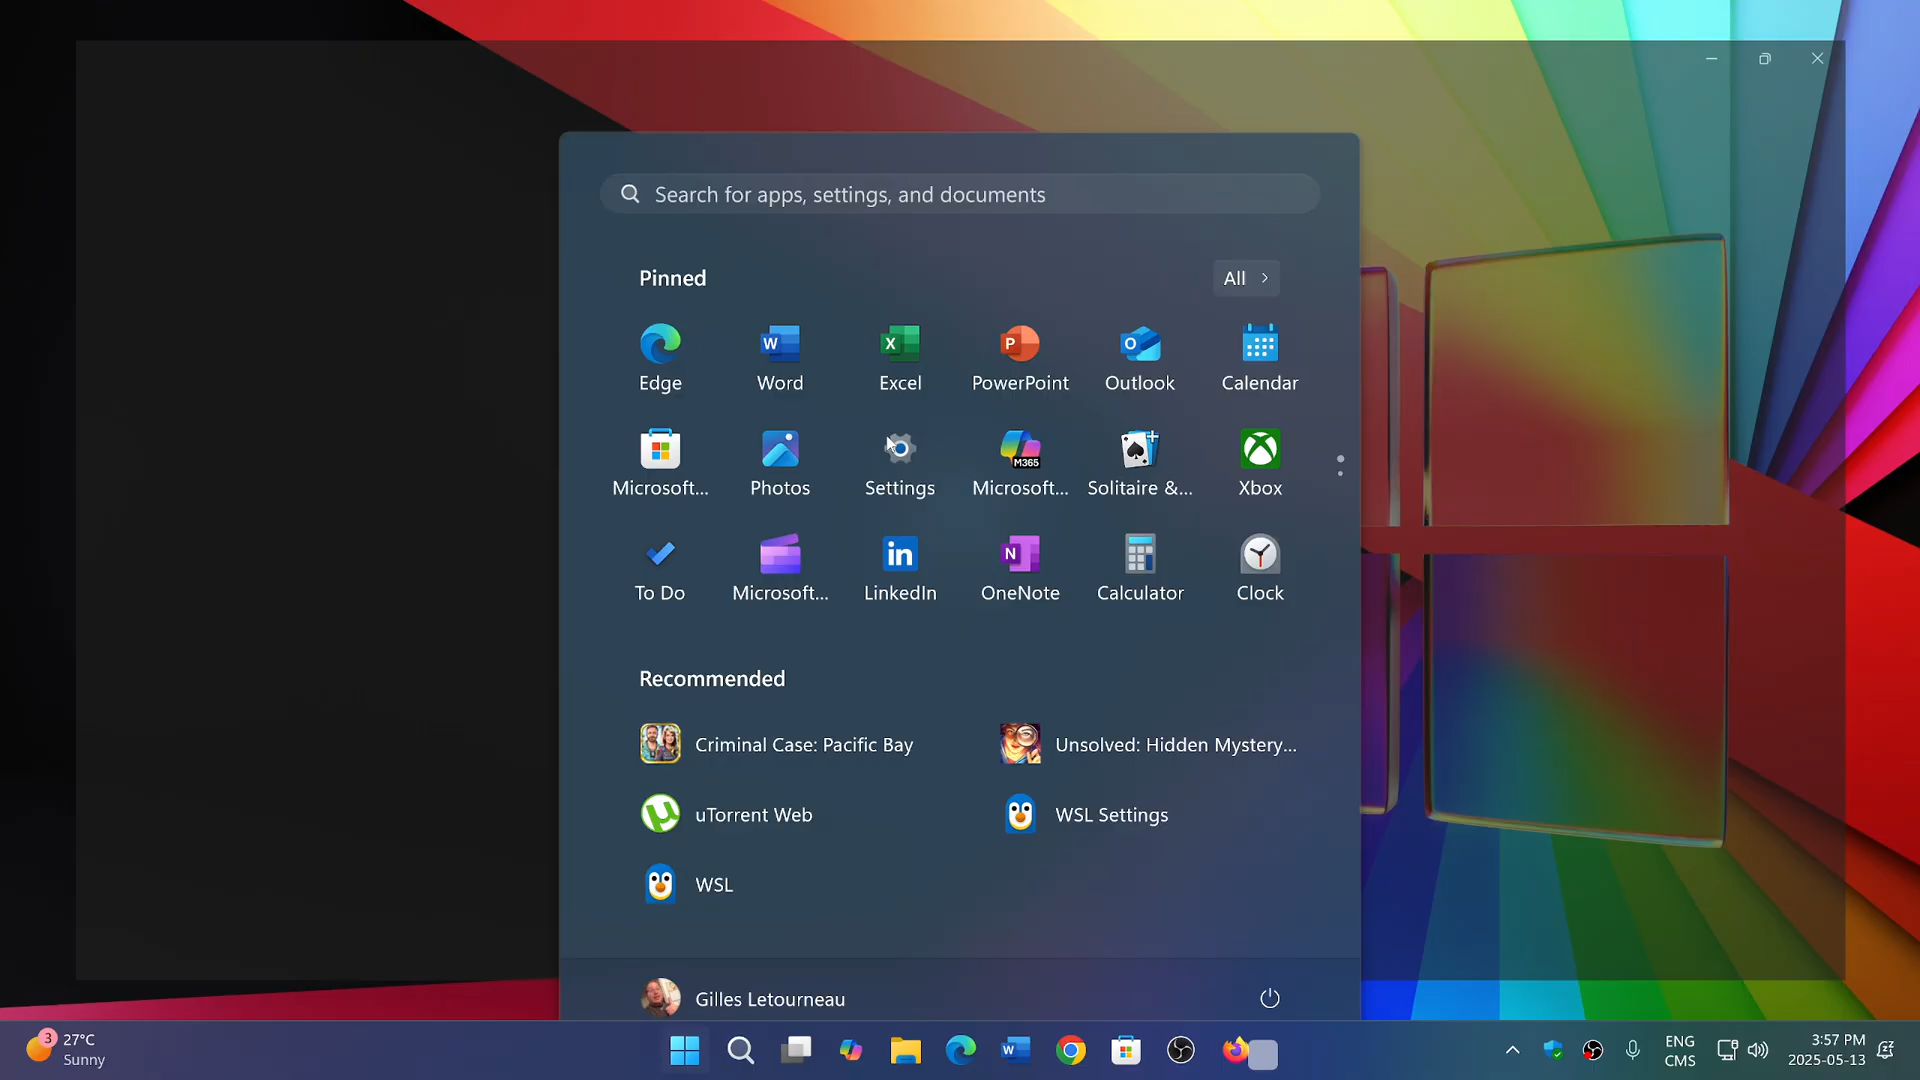 Search for apps, settings, and documents
Pinned
All
Edge
Word
Excel
PowerPoint
Outlook
Calendar
Microsoft...
Photos
Settings
Microsoft...
Solitaire &...
Xbox
To Do
Microsoft...
LinkedIn
OneNote
Calculator
Clock
Recommended
Criminal Case: Pacific Bay
Unsolved: Hidden Mystery...
uTorrent Web
WSL Settings
WSL
Gilles Letourneau
3
27°C
Sunny
ENG
CMS
3:57 PM
2025-05-13